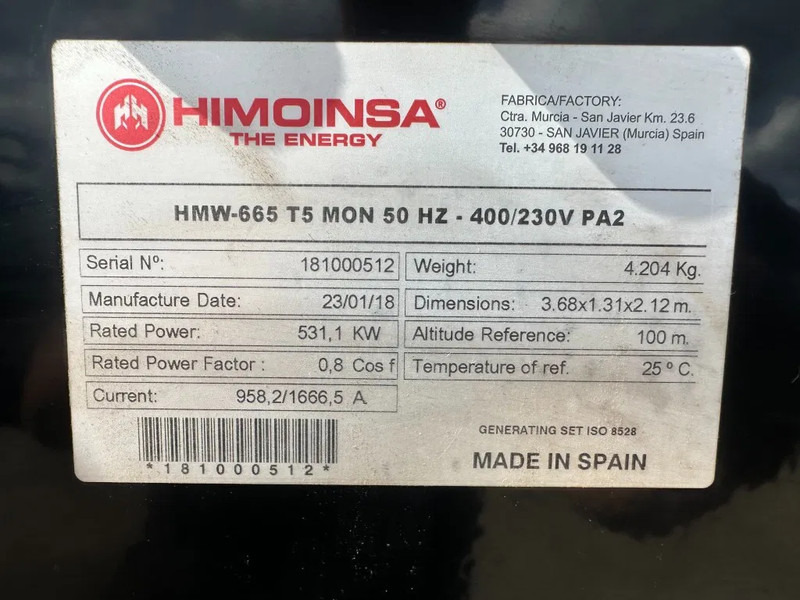 HIMOINSA®
THE ENERGY
FABRICA/FACTORY:
Ctra. Murcia - San Javier Km. 23.6
30730 - SAN JAVIER (Murcia) Spain
Tel. +34 968 19 11 28
HMW-665 T5 MON 50 HZ - 400/230V PA2
Serial Nº: 181000512
Weight: 4.204 Kg.
Manufacture Date: 23/01/18
Dimensions: 3.68x1.31x2.12 m.
Rated Power: 531,1 KW
Altitude Reference: 100 m.
Rated Power Factor : 0,8 Cos f
Temperature of ref. 25 º C.
Current: 958,2/1666,5 A
*181000512*
GENERATING SET ISO 8528
MADE IN SPAIN